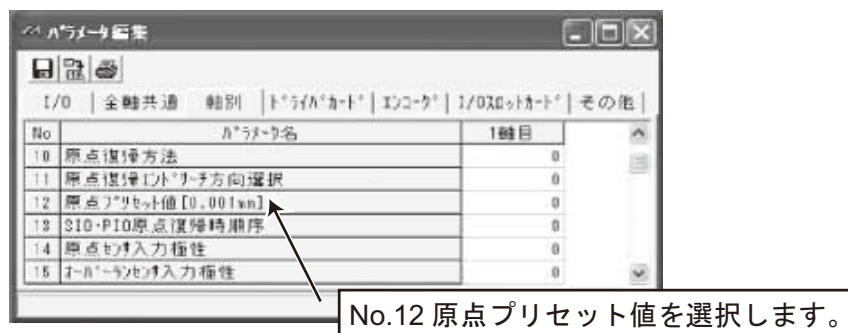 パラメータ編集
I/O 全軸共通 軸別 ドライバカード エンコーダ I/Oスロットカード その他
No パラメータ名 1軸目
10 原点復帰方法 0
11 原点復帰エンドサーチ方向選択 0
12 原点プリセット値[0.001mm] 0
13 SIO・PIO原点復帰時順序 0
14 原点センサ入力極性 0
15 オーバーランセンサ入力極性 0
No.12 原点プリセット値を選択します。